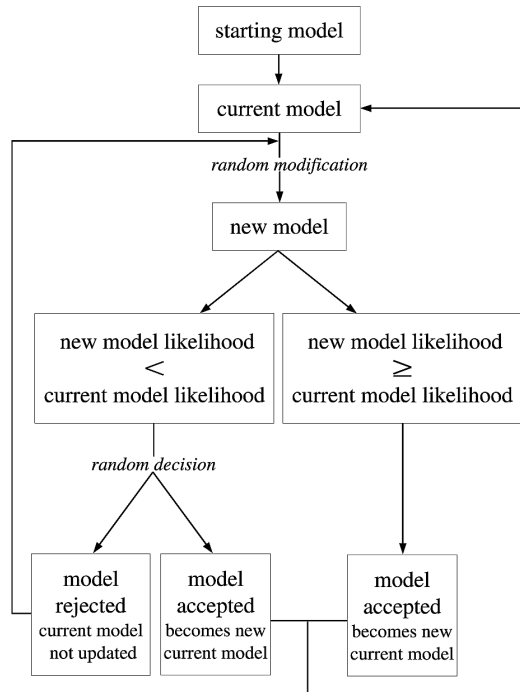 starting model
current model
random modification
new model
new model likelihood
<
current model likelihood
new model likelihood
≥
current model likelihood
random decision
model
rejected
current model
not updated
model
accepted
becomes new
current model
model
accepted
becomes new
current model